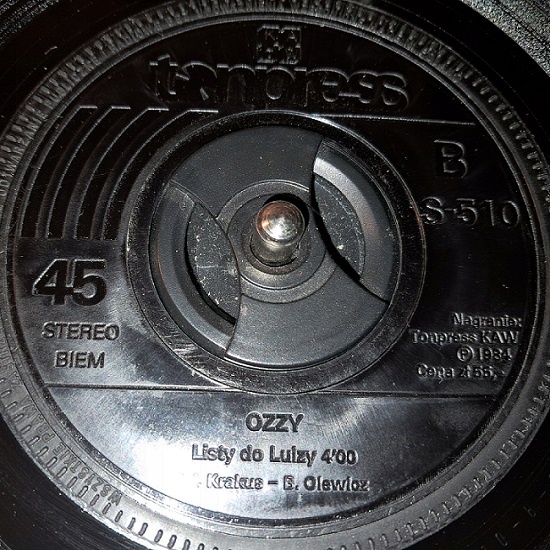 tonpress
B
S-510
45
STEREO
BIEM
Nagranie:
Tonpress KAW
© 1984
Cena zł 55,-
OZZY
Listy do Luizy 4'00
Krakus – B. Olewicz